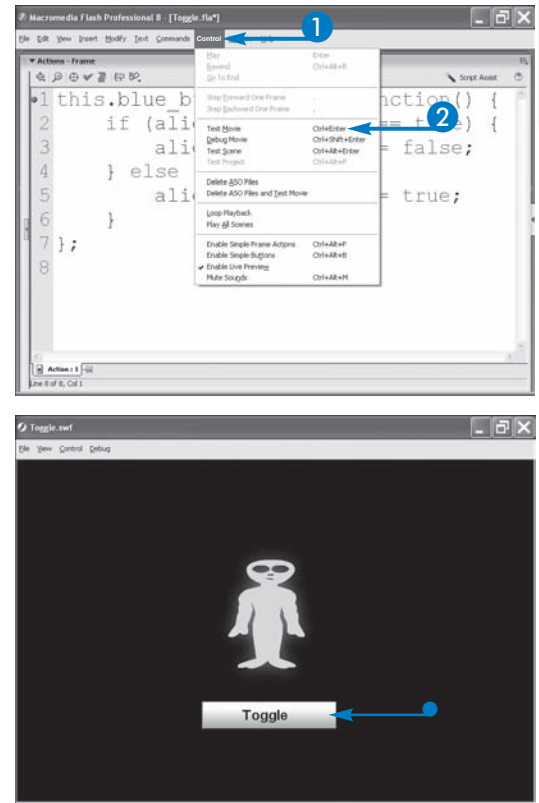 Macromedia Flash Professional 8 - [Toggle.fla*]
File Edit View Insert Modify Text Commands Control Help
1
Actions - Frame
Script Assist
Play Enter
Rewind Ctrl+Alt+R
Go To End
Step Forward One Frame .
Step Backward One Frame ,
Test Movie Ctrl+Enter
2
Debug Movie Ctrl+Shift+Enter
Test Scene Ctrl+Alt+Enter
Test Project Ctrl+Alt+P
Delete ASO Files
Delete ASO Files and Test Movie
Loop Playback
Play All Scenes
Enable Simple Frame Actions Ctrl+Alt+F
Enable Simple Buttons Ctrl+Alt+B
Enable Live Preview
Mute Sounds Ctrl+Alt+M
1 this.blue_b nction() {
2 if (ali == t e) {
3 ali = false;
4 } else
5 ali = true;
6 }
7 };
8
Action : 1
Line 8 of 8, Col 1
Toggle.swf
File View Control Debug
Toggle